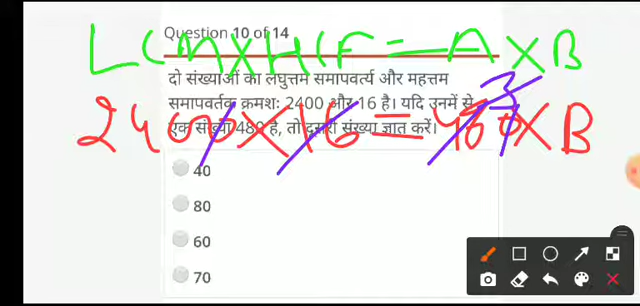 Question 10 of 14
LCM×HCF=A×B
दो संख्याओं का लघुत्तम समापवर्त्य और महत्तम
समापवर्तक क्रमशः 2400 और 16 है। यदि उनमें से
3
एक संख्या 480 है, तो दूसरी संख्या ज्ञात करें।
2400×16=480×B
40
80
60
70